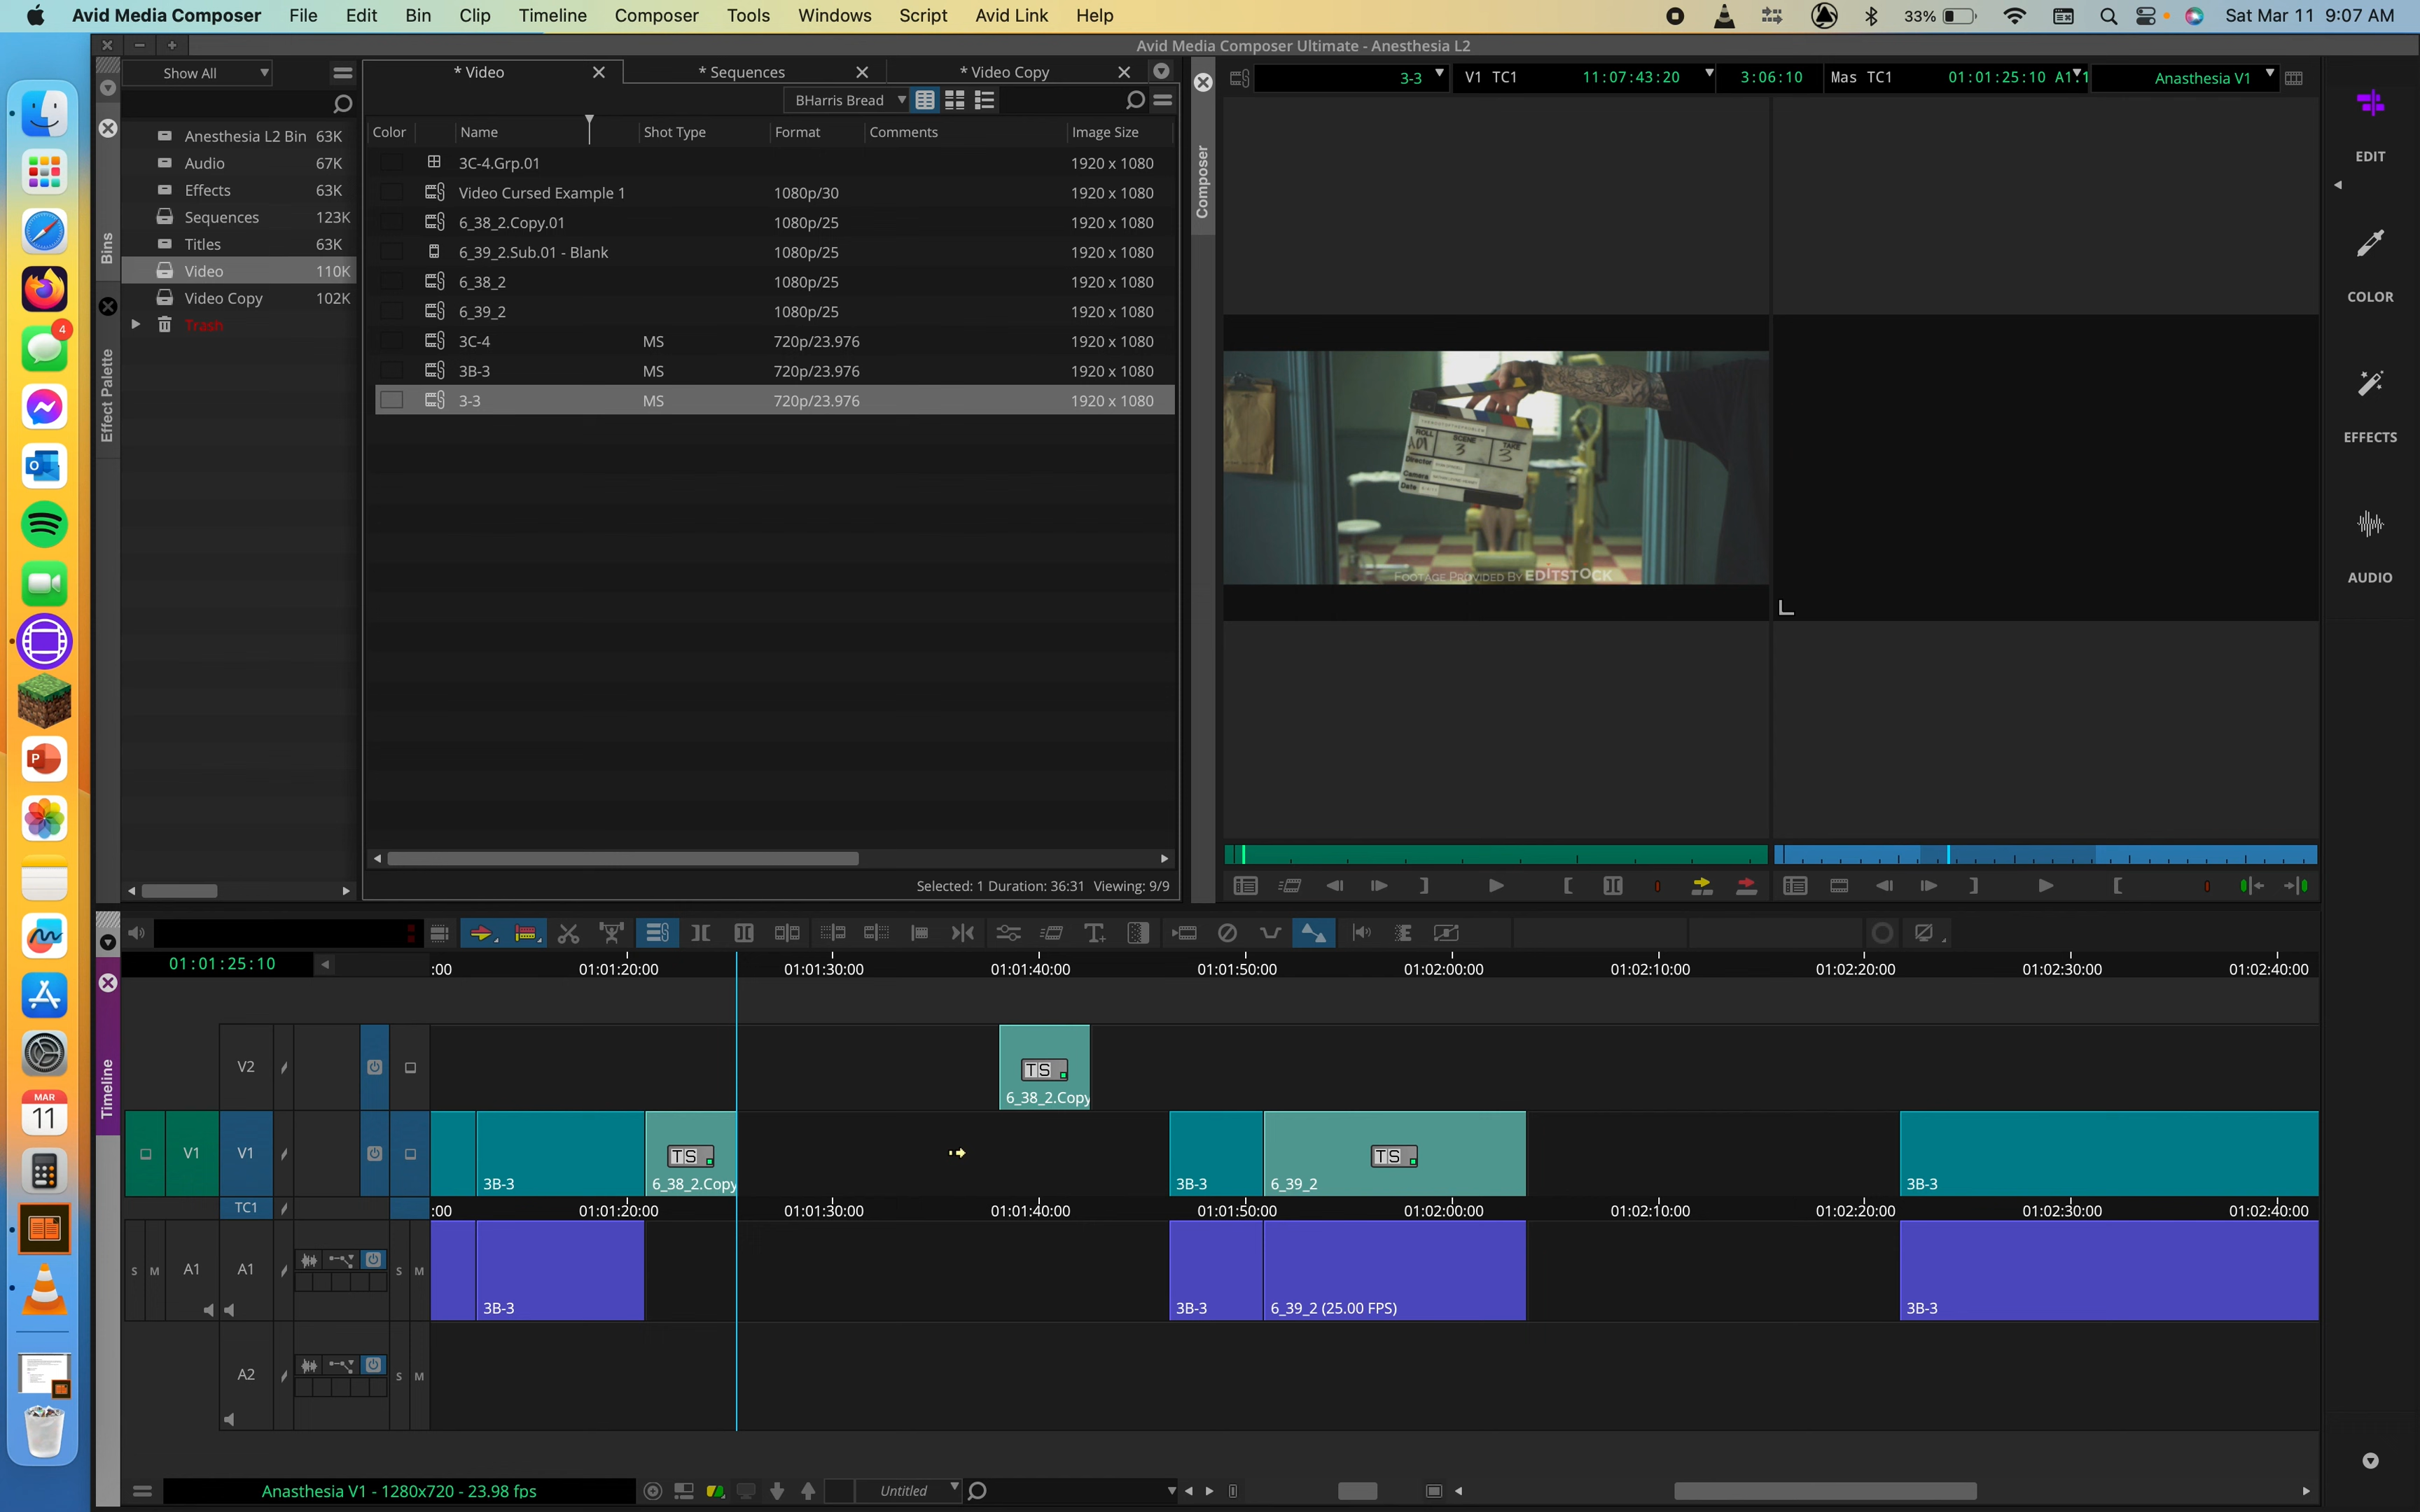 Avid Media Composer File Edit Bin Clip Timeline Composer Tools Windows Script Avid Link Help 33% Sat Mar 11 9:07 AM
Avid Media Composer Ultimate - Anesthesia L2
Show All
Anesthesia L2 Bin 63K
Audio 67K
Effects 63K
Sequences 123K
Titles 63K
Video 110K
Video Copy 102K
Trash
Bins
Effect Palette
* Video * Sequences * Video Copy
BHarris Bread
Color Name Shot Type Format Comments Image Size
3C-4.Grp.01 1920 x 1080
Video Cursed Example 1 1080p/30 1920 x 1080
6_38_2.Copy.01 1080p/25 1920 x 1080
6_39_2.Sub.01 - Blank 1080p/25 1920 x 1080
6_38_2 1080p/25 1920 x 1080
6_39_2 1080p/25 1920 x 1080
3C-4 MS 720p/23.976 1920 x 1080
3B-3 MS 720p/23.976 1920 x 1080
3-3 MS 720p/23.976 1920 x 1080
Selected: 1 Duration: 36:31 Viewing: 9/9
Composer
3-3 V1 TC1 11:07:43:20 3:06:10 Mas TC1 01:01:25:10 A1:1 Anasthesia V1
ROLL SCENE TAKE
A01 3 3
Director
Camera
Date
FOOTAGE PROVIDED BY EDITSTOCK
EDIT
COLOR
EFFECTS
AUDIO
4
MAR
11
Timeline
01:01:25:10
:00 01:01:20:00 01:01:30:00 01:01:40:00 01:01:50:00 01:02:00:00 01:02:10:00 01:02:20:00 01:02:30:00 01:02:40:00
V2
TS
6_38_2.Copy
V1 V1
3B-3 TS 6_38_2.Copy 3B-3 TS 6_39_2 3B-3
TC1 :00 01:01:20:00 01:01:30:00 01:01:40:00 01:01:50:00 01:02:00:00 01:02:10:00 01:02:20:00 01:02:30:00 01:02:40:00
S M A1 A1 S M
3B-3 3B-3 6_39_2 (25.00 FPS) 3B-3
A2 S M
Anasthesia V1 - 1280x720 - 23.98 fps Untitled